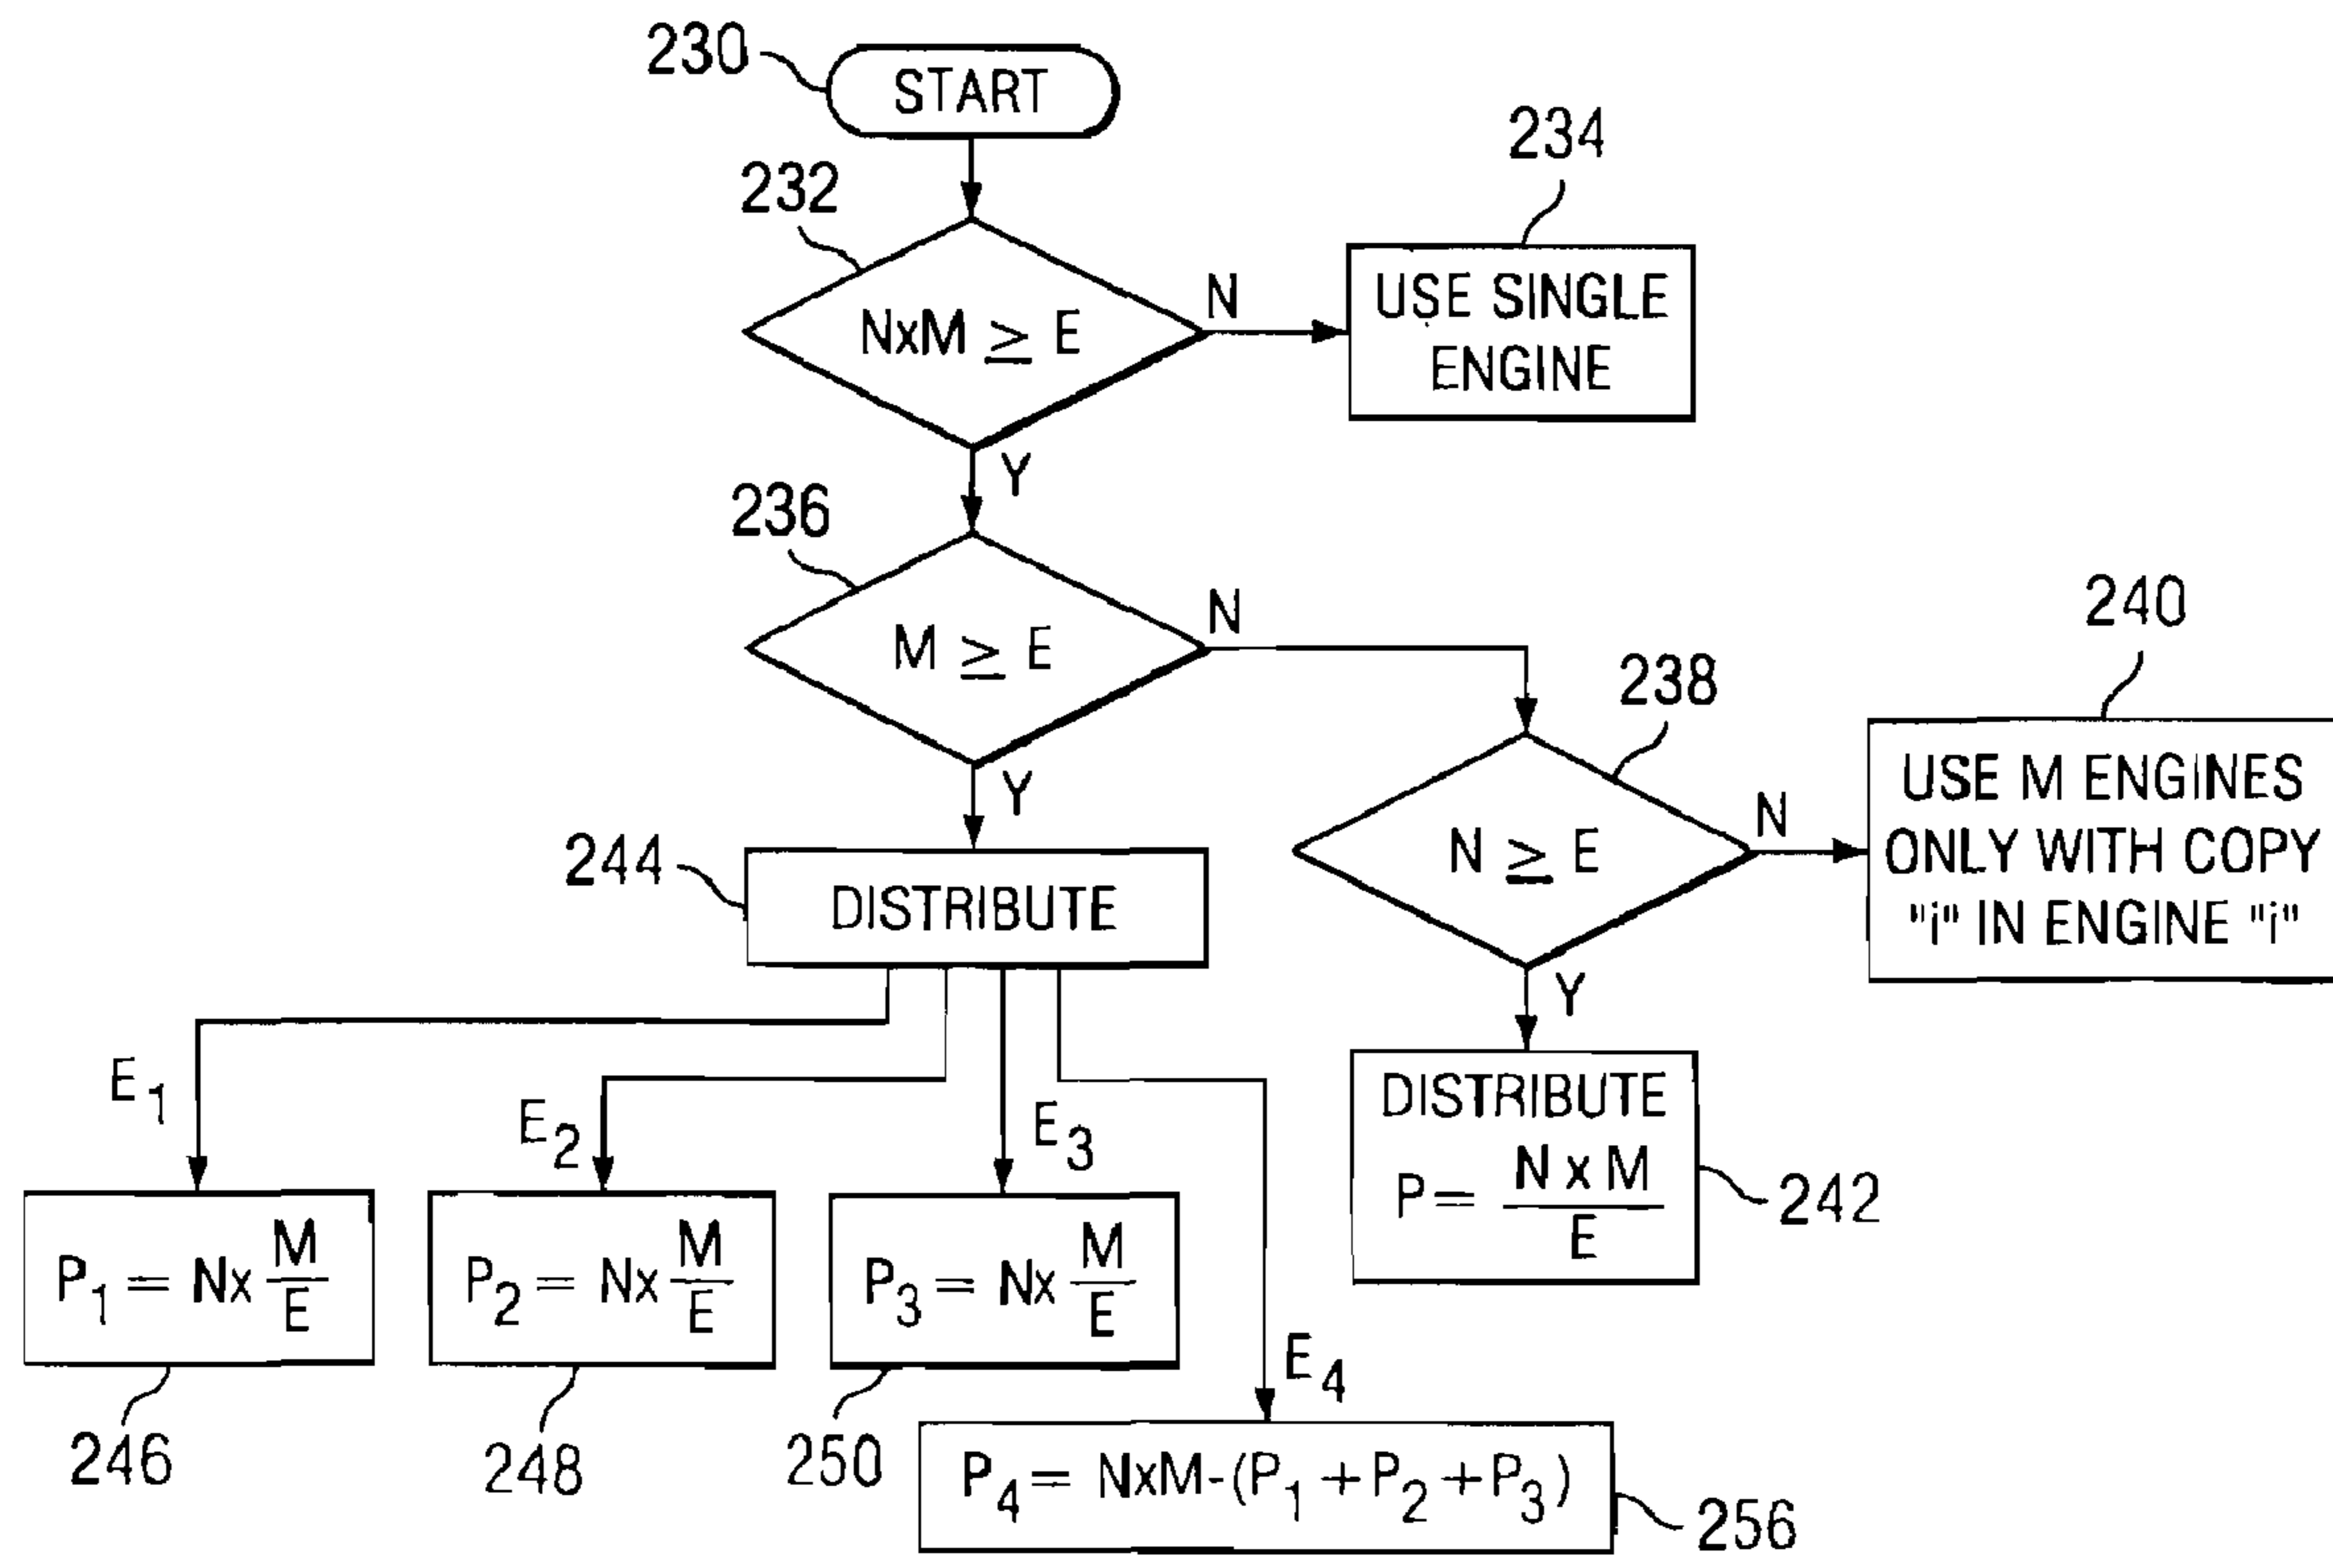 230
START
232
NxM ≥ E
N
234
USE SINGLE
ENGINE
Y
236
M ≥ E
N
238
N ≥ E
N
240
USE M ENGINES
ONLY WITH COPY
"i" IN ENGINE "i"
Y
Y
244
DISTRIBUTE
DISTRIBUTE
P = N x M / E
242
E1
E2
E3
E4
P1 = Nx M/E
246
P2 = Nx M/E
248
P3 = Nx M/E
250
P4 = NxM-(P1 +P2 +P3)
256